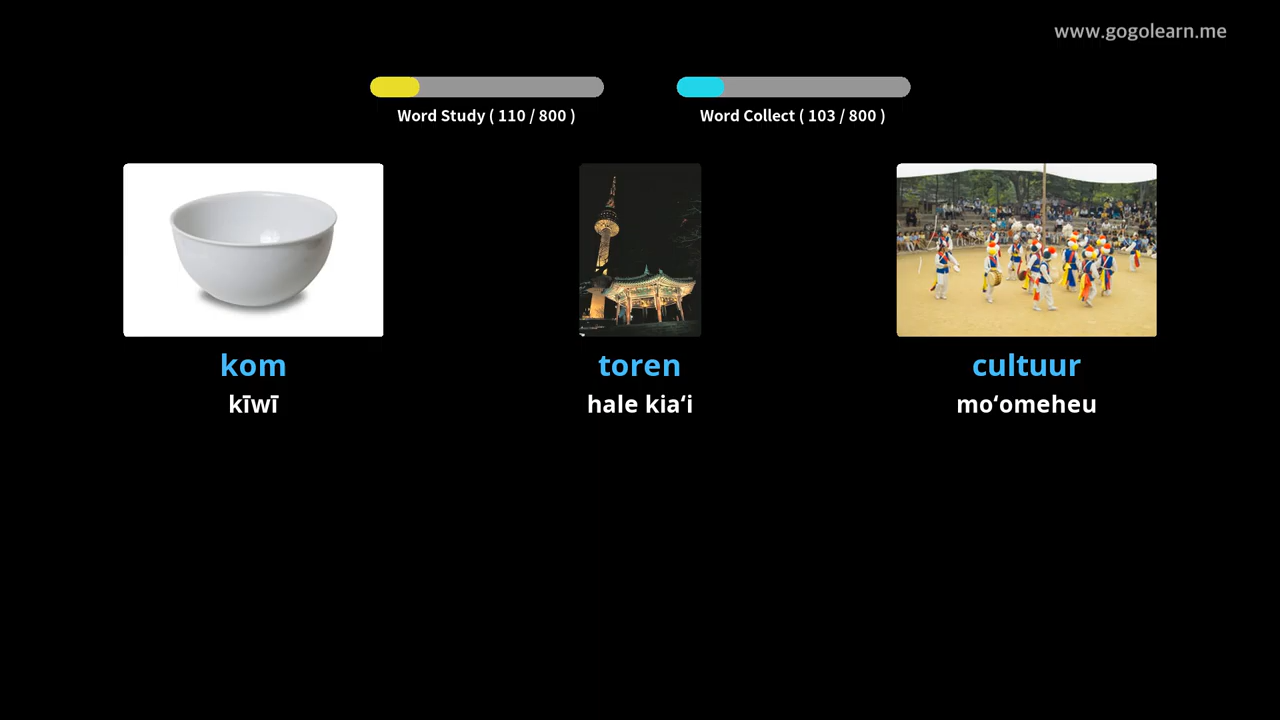 www.gogolearn.me
Word Study ( 110 / 800 )
Word Collect ( 103 / 800 )
kom
toren
cultuur
kīwī
hale kiaʻi
moʻomeheu